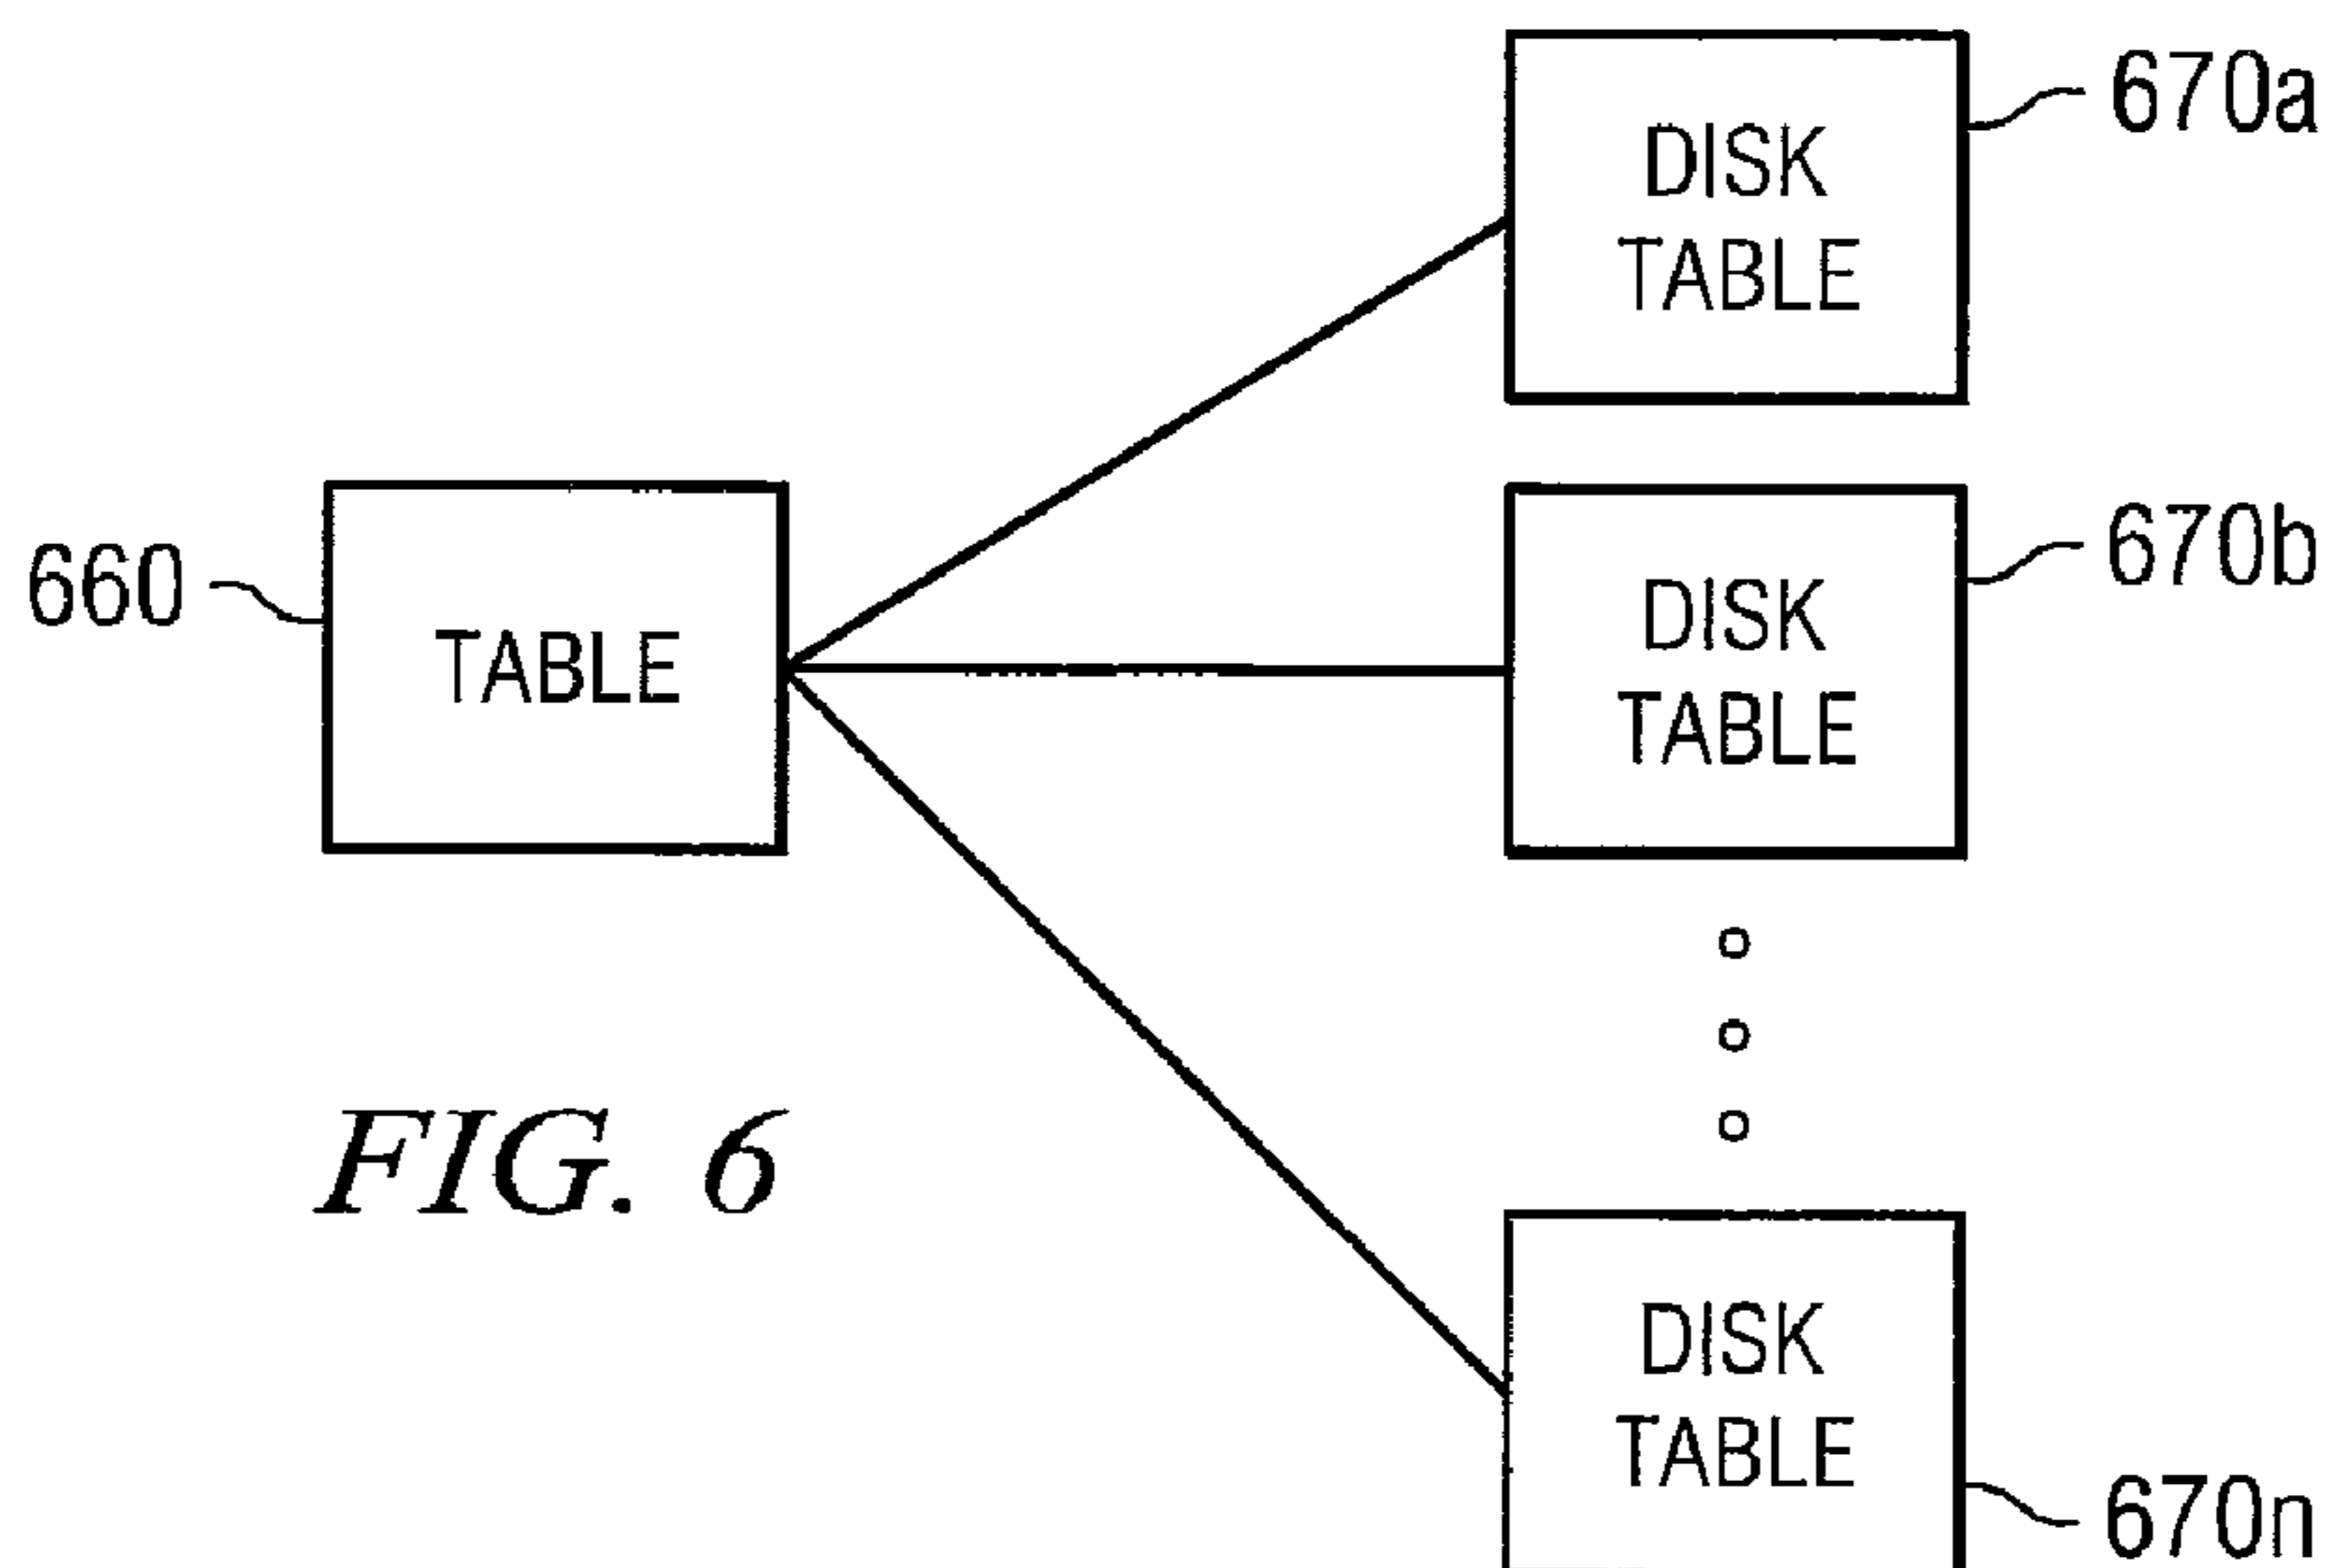 DISK
TABLE
670a
660
TABLE
DISK
TABLE
670b
FIG. 6
DISK
TABLE
670n